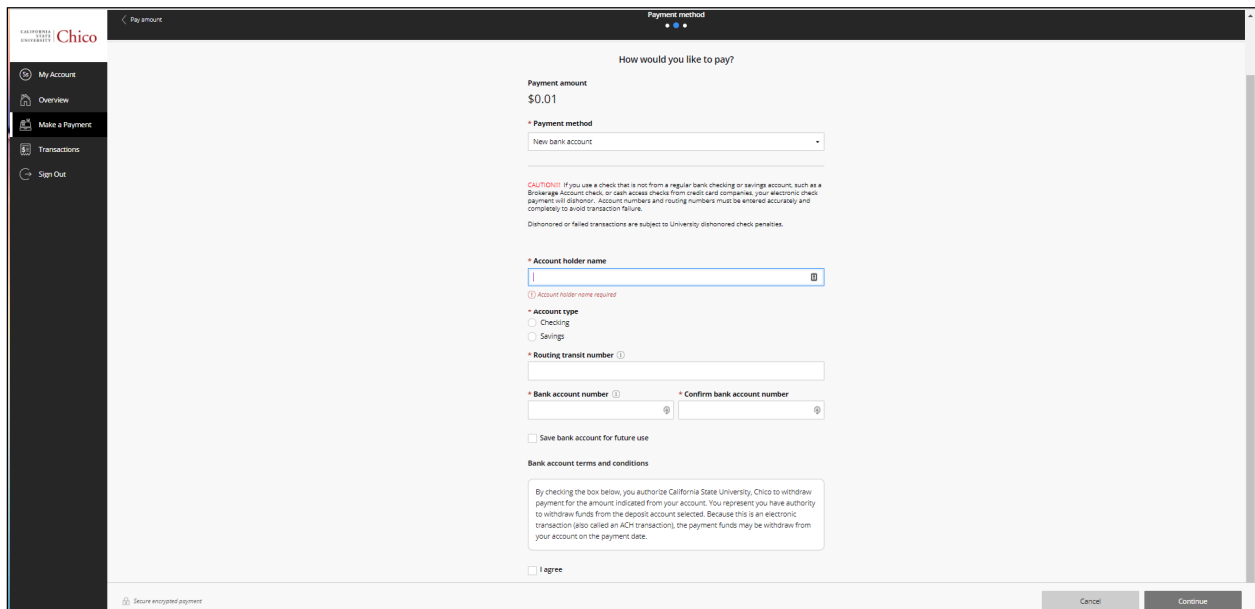 CALIFORNIA
STATE
UNIVERSITY
Chico
My Account
Overview
Make a Payment
Transactions
Sign Out
Pay amount
Payment method
How would you like to pay?
Payment amount
$0.01
* Payment method
New bank account
CAUTION!!! If you use a check that is not from a regular bank checking or savings account, such as a
Brokerage Account check, or cash access checks from credit card companies, your electronic check
payment will dishonor. Account numbers and routing numbers must be entered accurately and
completely to avoid transaction failure.
Dishonored or failed transactions are subject to University dishonored check penalties.
* Account holder name
Account holder name required
* Account type
Checking
Savings
* Routing transit number
* Bank account number
* Confirm bank account number
Save bank account for future use
Bank account terms and conditions
By checking the box below, you authorize California State University, Chico to withdraw
payment for the amount indicated from your account. You represent you have authority
to withdraw funds from the deposit account selected. Because this is an electronic
transaction (also called an ACH transaction), the payment funds may be withdraw from
your account on the payment date.
I agree
Secure encrypted payment
Cancel
Continue